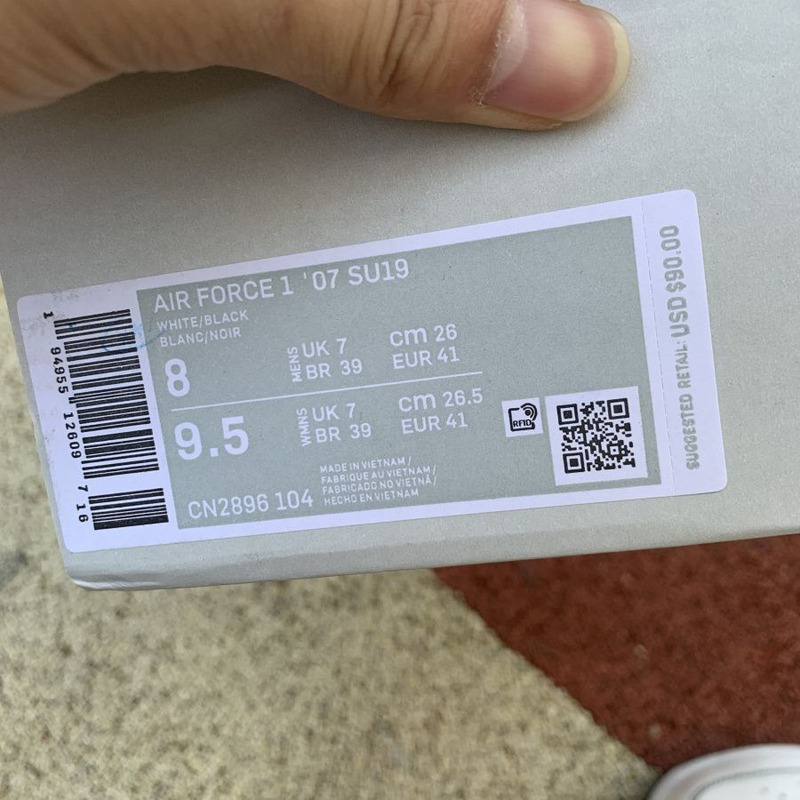 AIR FORCE 1 '07 SU19
WHITE/BLACK
BLANC/NOIR
8
MENS
UK 7
BR 39
cm 26
EUR 41
9.5
WMNS
UK 7
BR 39
cm 26.5
EUR 41
CN2896 104
MADE IN VIETNAM /
FABRIQUE AU VIETNAM /
FABRICADO NO VIETNÃ /
HECHO EN VIETNAM
RFID
SUGGESTED RETAIL: USD $90.00
1 94955 12609 7 16